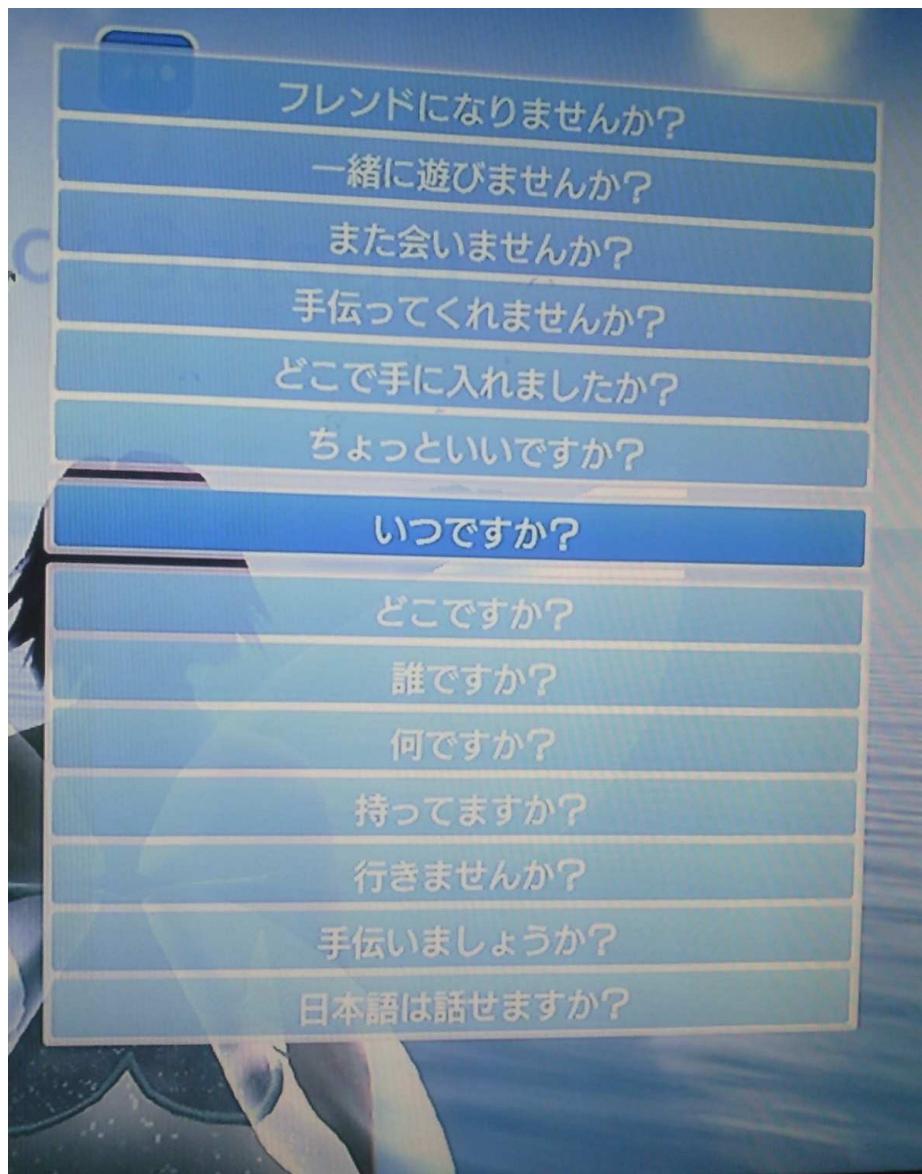 フレンドになりませんか?
一緒に遊びませんか?
また会いませんか?
手伝ってくれませんか?
どこで手に入れましたか?
ちょっといいですか?
いつですか?
どこですか?
誰ですか?
何ですか?
持ってますか?
行きませんか?
手伝いましょうか?
日本語は話せますか?